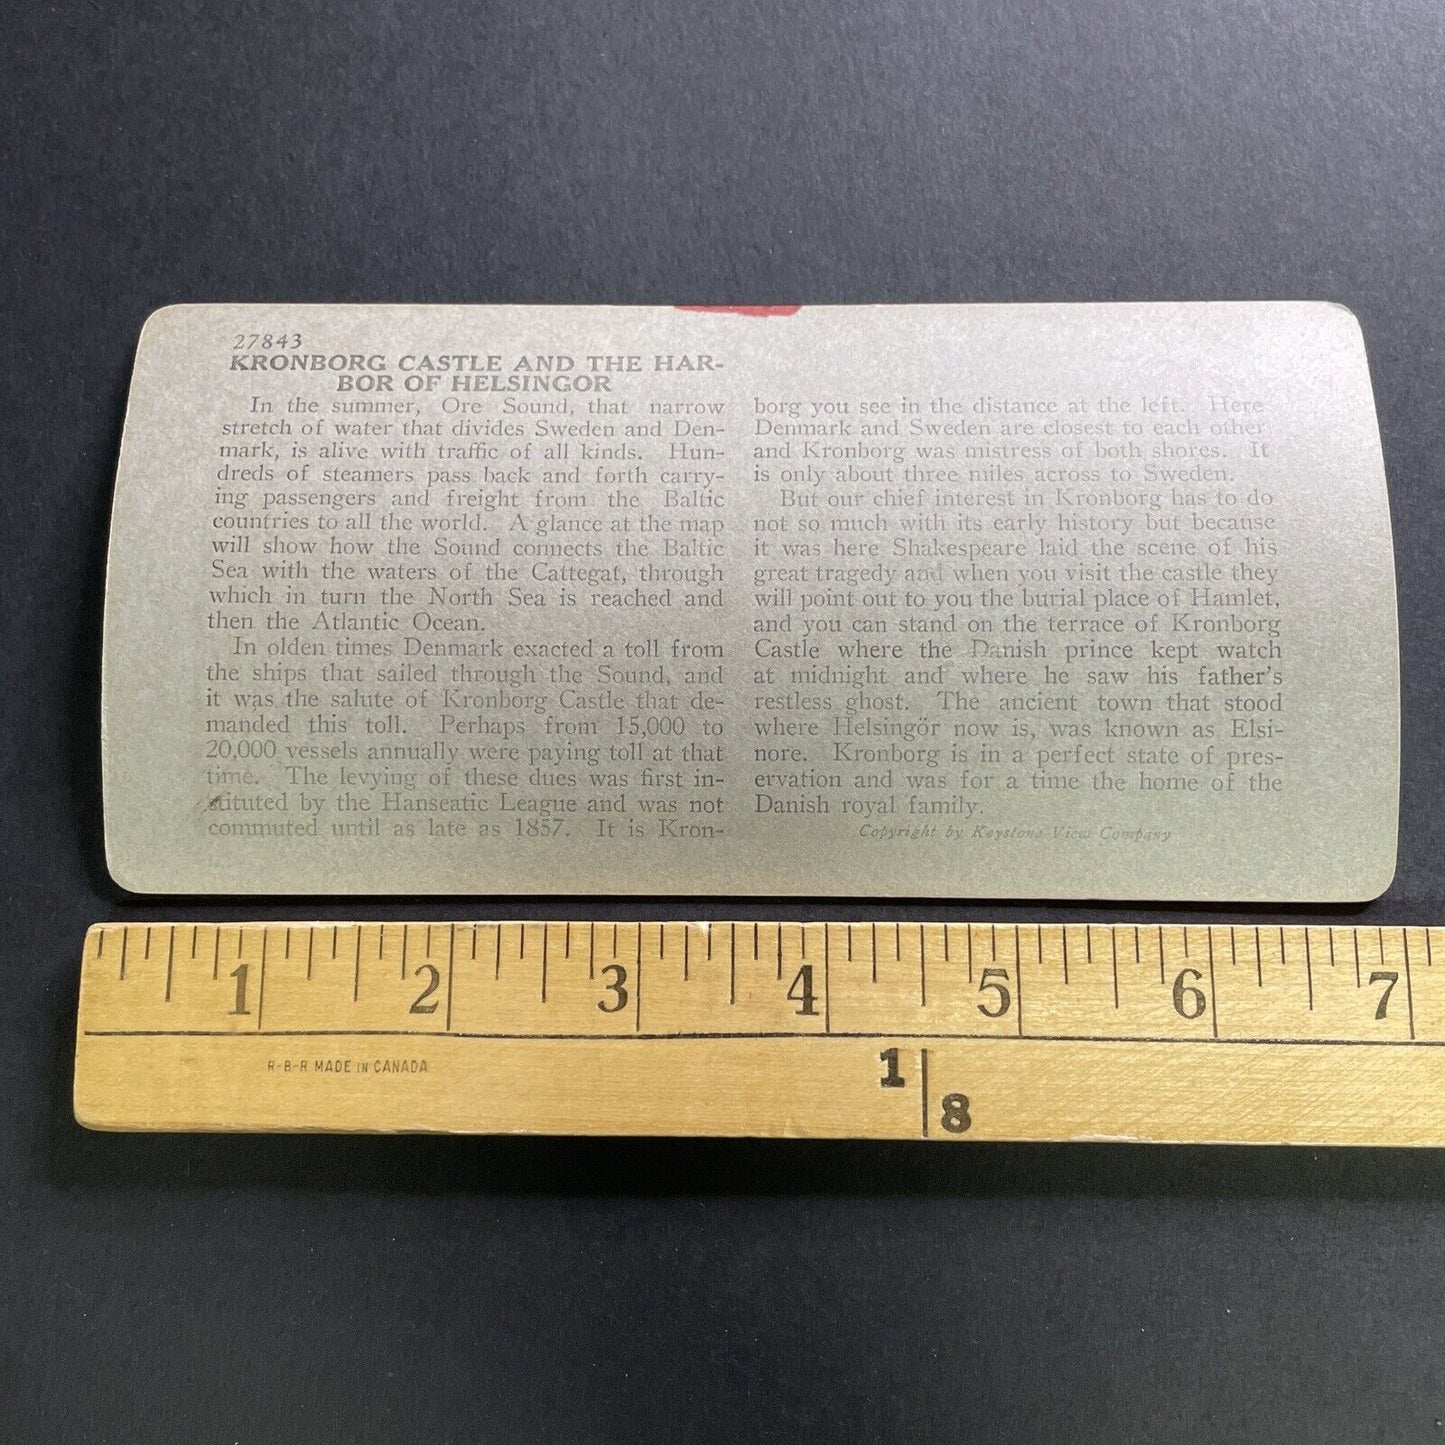 27843
KRONBORG CASTLE AND THE HAR-
BOR OF HELSINGOR
In the summer, Ore Sound, that narrow
stretch of water that divides Sweden and Den-
mark, is alive with traffic of all kinds. Hun-
dreds of steamers pass back and forth carry-
ing passengers and freight from the Baltic
countries to all the world. A glance at the map
will show how the Sound connects the Baltic
Sea with the waters of the Cattegat, through
which in turn the North Sea is reached and
then the Atlantic Ocean.
In olden times Denmark exacted a toll from
the ships that sailed through the Sound, and
it was the salute of Kronborg Castle that de-
manded this toll. Perhaps from 15,000 to
20,000 vessels annually were paying toll at that
time. The levying of these dues was first in-
stituted by the Hanseatic League and was not
commuted until as late as 1857. It is Kron-
borg you see in the distance at the left. Here
Denmark and Sweden are closest to each other
and Kronborg was mistress of both shores. It
is only about three miles across to Sweden.
But our chief interest in Kronborg has to do
not so much with its early history but because
it was here Shakespeare laid the scene of his
great tragedy and when you visit the castle they
will point out to you the burial place of Hamlet,
and you can stand on the terrace of Kronborg
Castle where the Danish prince kept watch
at midnight and where he saw his father's
restless ghost. The ancient town that stood
where Helsingör now is, was known as Elsi-
nore. Kronborg is in a perfect state of pres-
ervation and was for a time the home of the
Danish royal family.
Copyright by Keystone View Company
1 2 3 4 5 6 7
R-B-R MADE IN CANADA
1
8